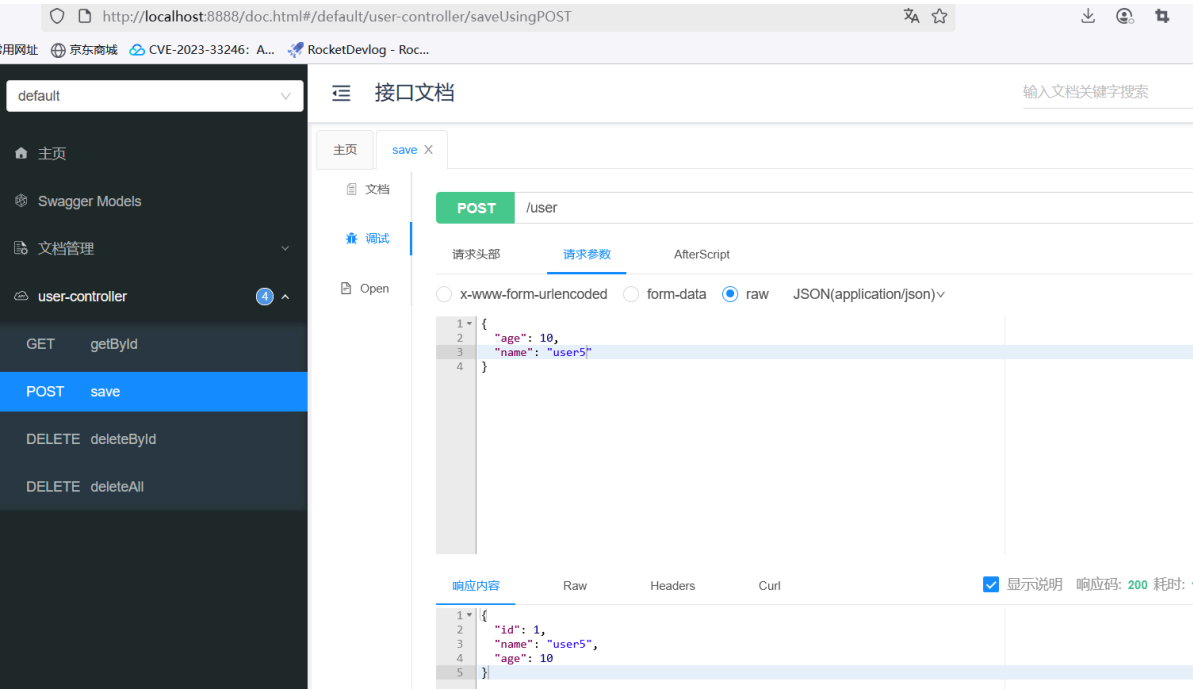 http://localhost:8888/doc.html#/default/user-controller/saveUsingPOST
用网址 京东商城 CVE-2023-33246：A... RocketDevlog - Roc...
default
接口文档
输入文档关键字搜索
主页
Swagger Models
文档管理
user-controller 4
GET getById
POST save
DELETE deleteById
DELETE deleteAll
主页 save
文档
调试
Open
POST /user
请求头部 请求参数 AfterScript
x-www-form-urlencoded form-data raw JSON(application/json)
1 {
2 "age": 10,
3 "name": "user5"
4 }
响应内容 Raw Headers Curl 显示说明 响应码: 200 耗时:
1 {
2 "id": 1,
3 "name": "user5",
4 "age": 10
5 }